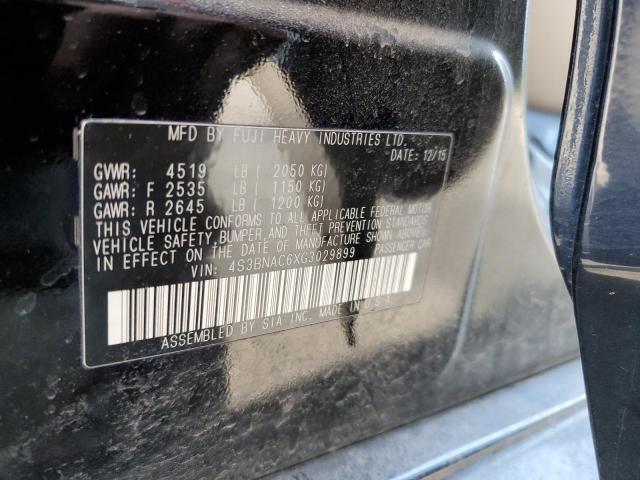 MFD BY FUJI HEAVY INDUSTRIES LTD.
DATE: 12/15
GVWR: 4519 LB ( 2050 KG)
GAWR: F 2535 LB ( 1150 KG)
GAWR: R 2645 LB ( 1200 KG)
THIS VEHICLE CONFORMS TO ALL APPLICABLE FEDERAL MOTOR
VEHICLE SAFETY, BUMPER, AND THEFT PREVENTION STANDARDS
IN EFFECT ON THE DATE OF MANUFACTURE SHOWN ABOVE.
VIN: 4S3BNAC6XG3029899 PASSENGER CAR
ASSEMBLED BY SIA INC. MADE IN U.S.A.